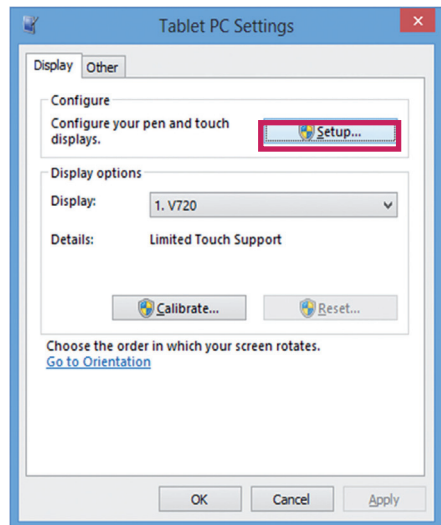 Tablet PC Settings
Display Other
Configure
Configure your pen and touch
displays.
Setup...
Display options
Display: 1. V720
Details: Limited Touch Support
Calibrate... Reset...
Choose the order in which your screen rotates.
Go to Orientation
OK Cancel Apply